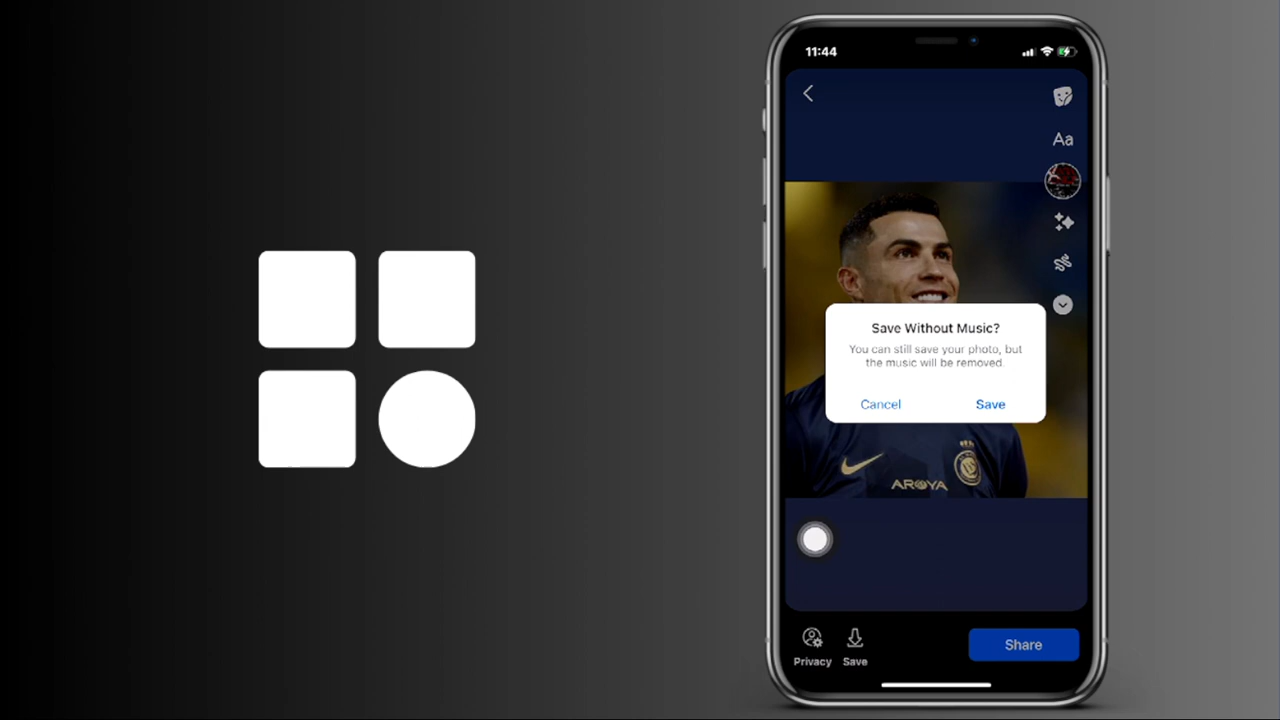 11:44
Aa
Save Without Music?
You can still save your photo, but
the music will be removed.
Cancel
Save
AROYA
Privacy
Save
Share